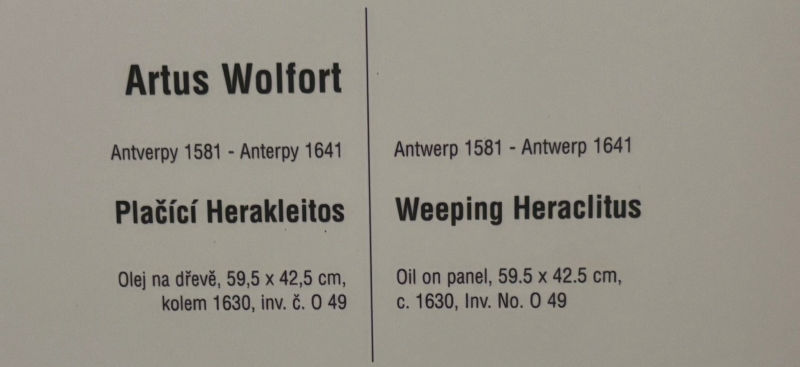 Artus Wolfort
Antverpy 1581 - Anterpy 1641
Plačící Herakleitos
Olej na dřevě, 59,5 x 42,5 cm,
kolem 1630, inv. č. O 49
Antwerp 1581 - Antwerp 1641
Weeping Heraclitus
Oil on panel, 59.5 x 42.5 cm,
c. 1630, Inv. No. O 49